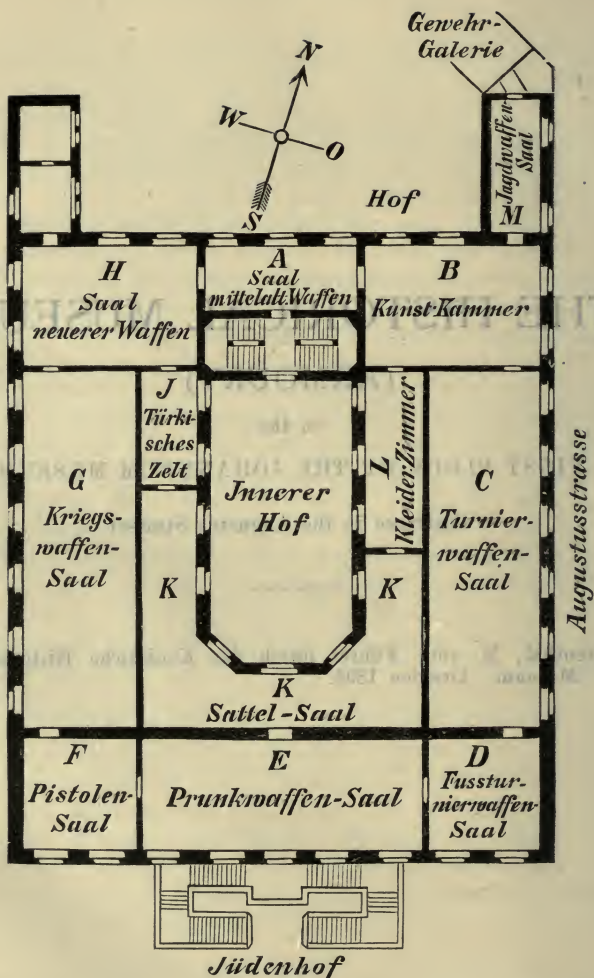 Gewehr-
Galerie
N
W
O
S
Jagdwaffen-
Saal
M
Hof
H
Saal
neuerer Waffen
A
Saal
mittelalt. Waffen
B
Kunst-Kammer
J
Türki-
sches
Zelt
Innerer
Hof
L
Kleider Zimmer
G
Kriegs-
waffen-
Saal
C
Turnier-
waffen-
Saal
Augustusstrasse
K
K
K
Sattel-Saal
F
Pistolen-
Saal
E
Prunkwaffen-Saal
D
Fusstur-
nierwaffen-
Saal
Jüdenhof